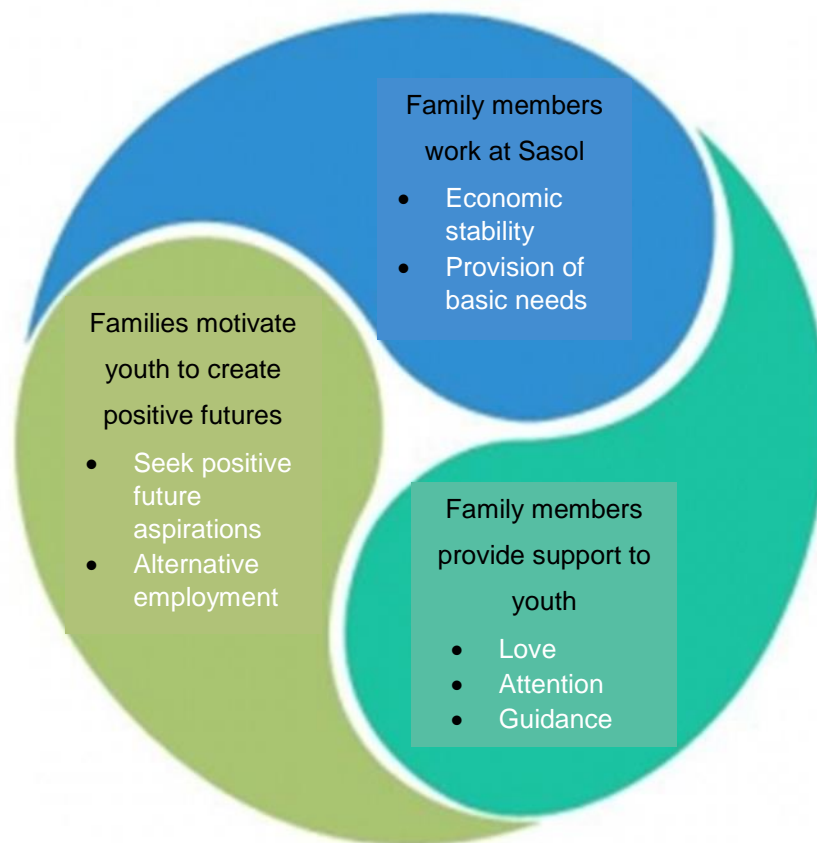 Family members
work at Sasol
• Economic
stability
• Provision of
basic needs
Families motivate
youth to create
positive futures
• Seek positive
future
aspirations
• Alternative
employment
Family members
provide support to
youth
• Love
• Attention
• Guidance